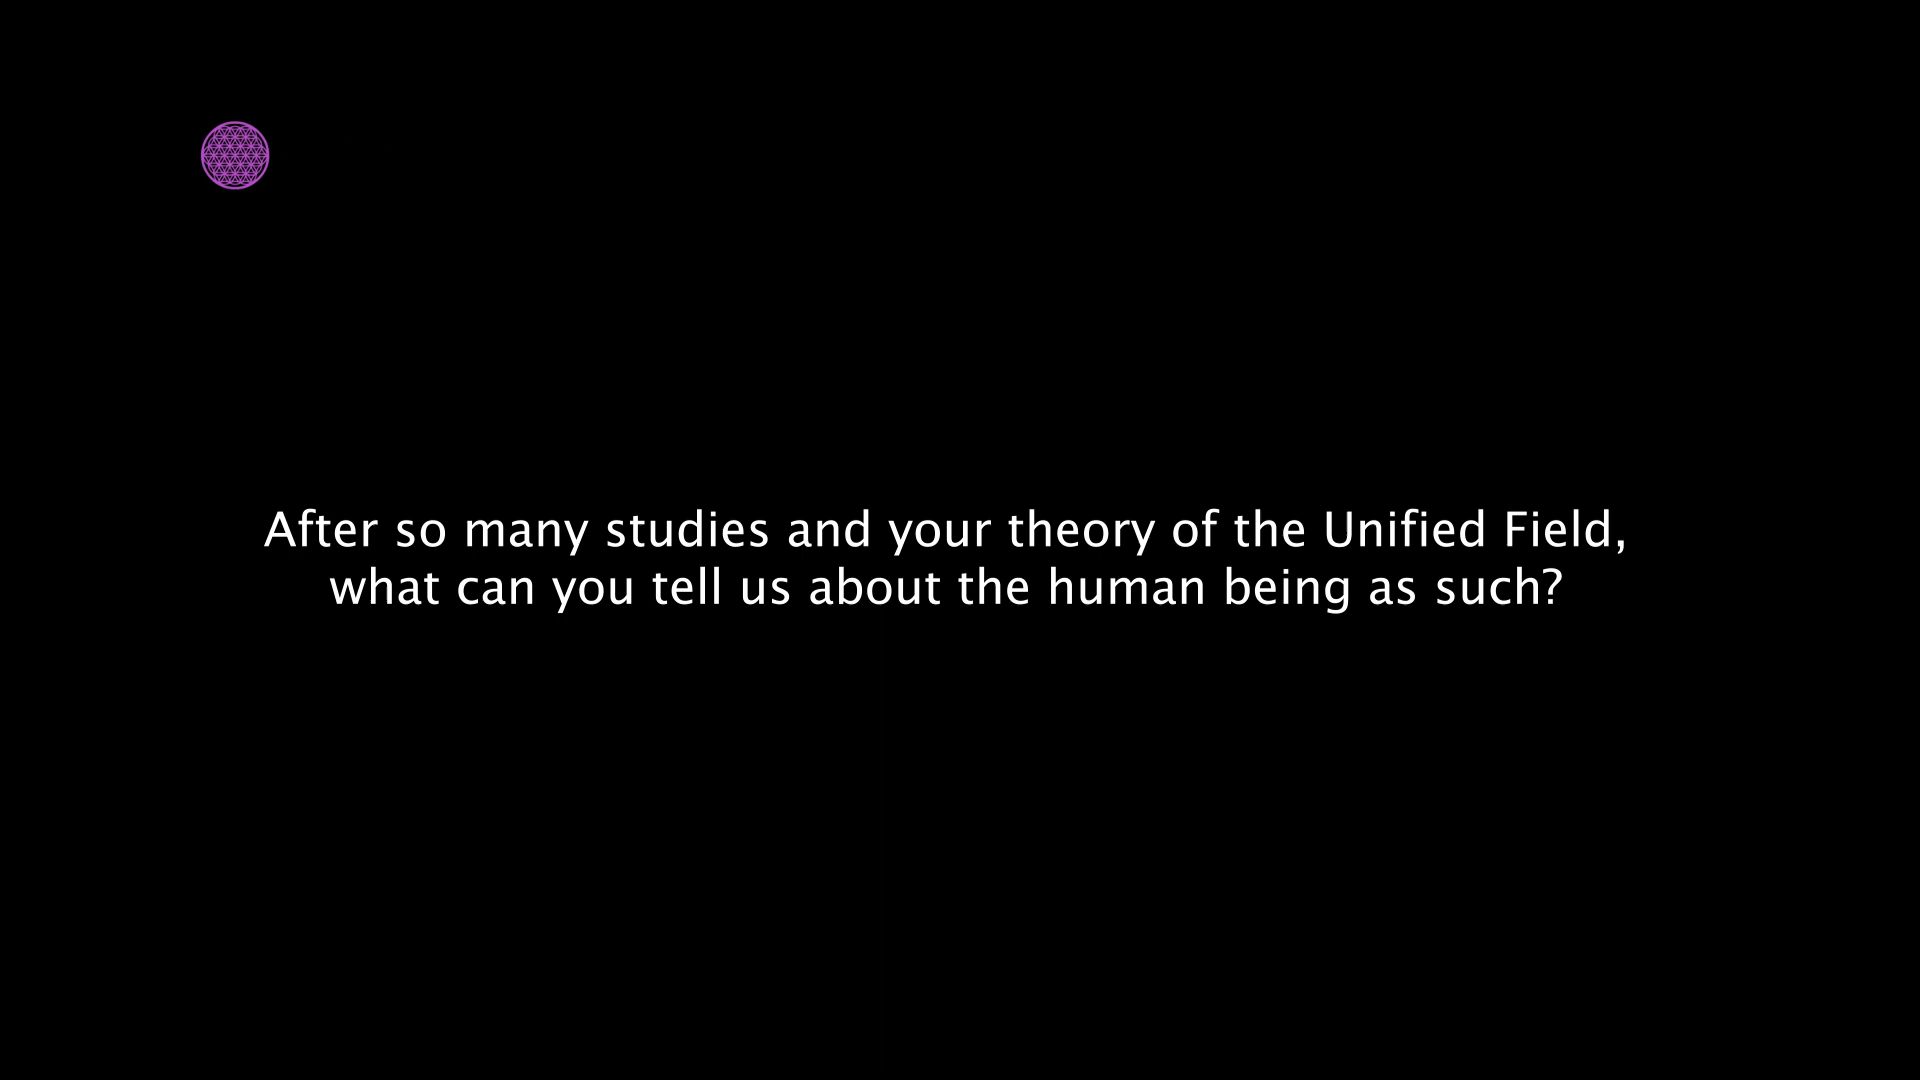 After so many studies and your theory of the Unified Field,
what can you tell us about the human being as such?